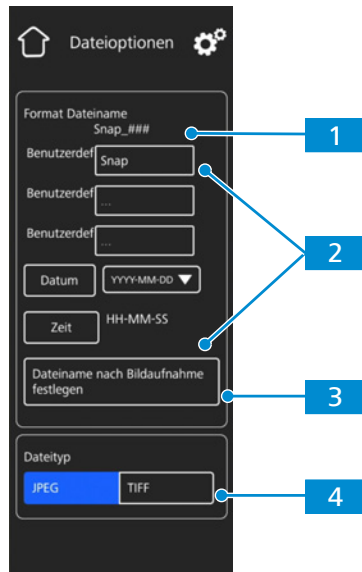 Dateioptionen
Format Dateiname
Snap_###
1
Benutzerdef
Snap
Benutzerdef
...
2
Benutzerdef
...
Datum
YYYY-MM-DD
Zeit
HH-MM-SS
Dateiname nach Bildaufnahme
festlegen
3
Dateityp
JPEG
TIFF
4